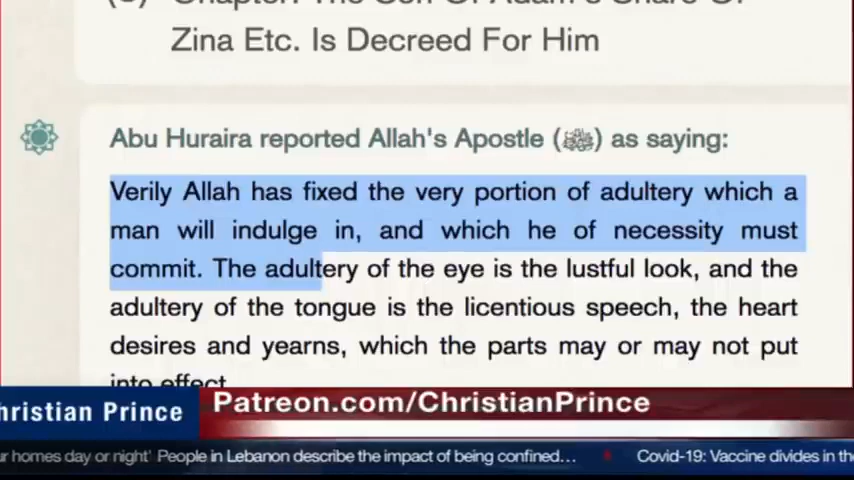 Zina Etc. Is Decreed For Him
Abu Huraira reported Allah's Apostle (ﷺ) as saying:
Verily Allah has fixed the very portion of adultery which a
man will indulge in, and which he of necessity must
commit. The adultery of the eye is the lustful look, and the
adultery of the tongue is the licentious speech, the heart
desires and yearns, which the parts may or may not put
into effect
hristian Prince
Patreon.com/ChristianPrince
ur homes day or night' People in Lebanon describe the impact of being confined... Covid-19: Vaccine divides in th